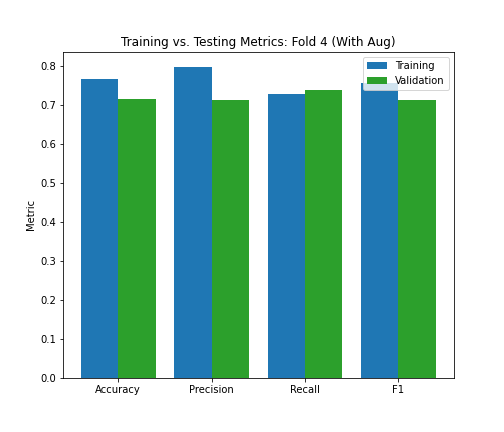 Training vs. Testing Metrics: Fold 4 (With Aug)
Training
Validation
Metric
0.8
0.7
0.6
0.5
0.4
0.3
0.2
0.1
0.0
Accuracy Precision Recall F1